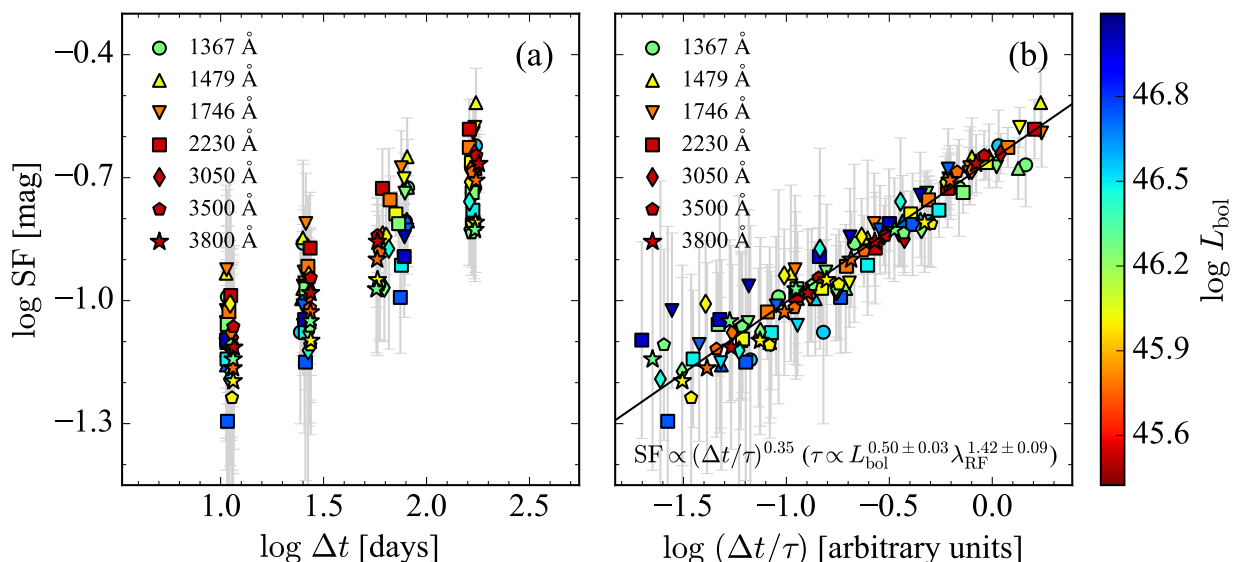 (a)
1367 Å
1479 Å
1746 Å
2230 Å
3050 Å
3500 Å
3800 Å
−0.4
−0.7
−1.0
−1.3
log SF [mag]
1.0 1.5 2.0 2.5
log Δt [days]
(b)
1367 Å
1479 Å
1746 Å
2230 Å
3050 Å
3500 Å
3800 Å
SF ∝ (Δt/τ)^0.35 (τ ∝ L_bol^0.50 ± 0.03 λ_RF^1.42 ± 0.09)
−1.5 −1.0 −0.5 0.0
log (Δt/τ) [arbitrary units]
46.8
46.5
46.2
45.9
45.6
log L_bol